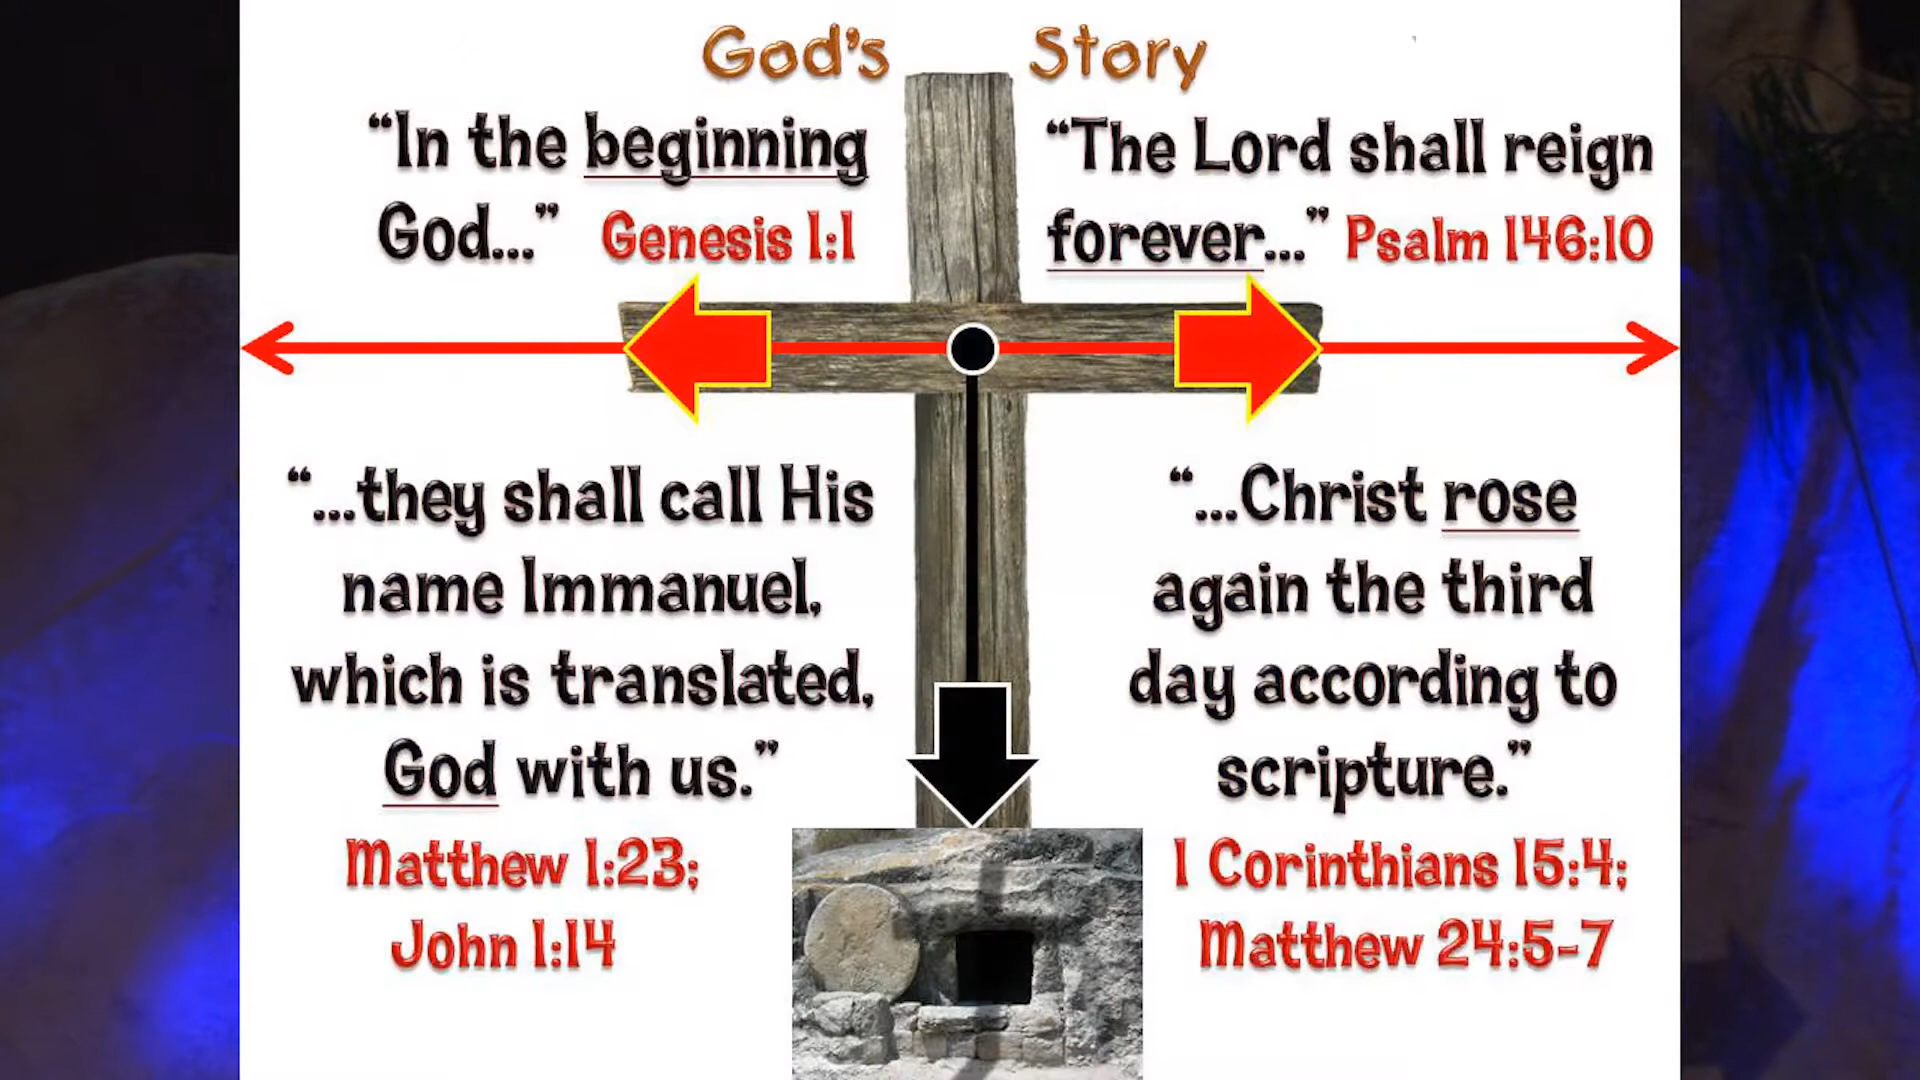 God's Story
“In the beginning
God...” Genesis 1:1
“The Lord shall reign
forever...” Psalm 146:10
“...they shall call His
name Immanuel,
which is translated,
God with us.”
Matthew 1:23;
John 1:14
“...Christ rose
again the third
day according to
scripture.”
1 Corinthians 15:4;
Matthew 24:5-7